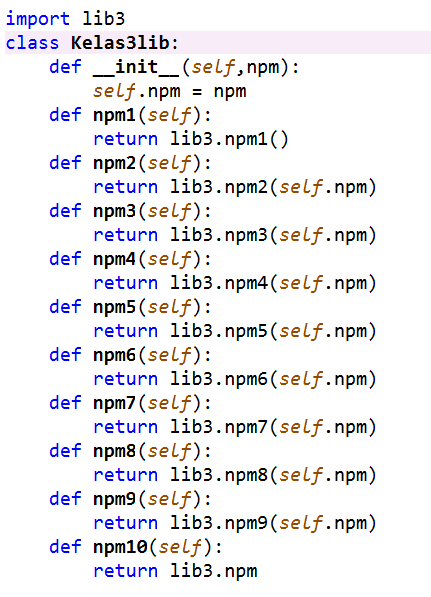 import lib3
class Kelas3lib:
    def __init__(self,npm):
        self.npm = npm
    def npm1(self):
        return lib3.npm1()
    def npm2(self):
        return lib3.npm2(self.npm)
    def npm3(self):
        return lib3.npm3(self.npm)
    def npm4(self):
        return lib3.npm4(self.npm)
    def npm5(self):
        return lib3.npm5(self.npm)
    def npm6(self):
        return lib3.npm6(self.npm)
    def npm7(self):
        return lib3.npm7(self.npm)
    def npm8(self):
        return lib3.npm8(self.npm)
    def npm9(self):
        return lib3.npm9(self.npm)
    def npm10(self):
        return lib3.npm